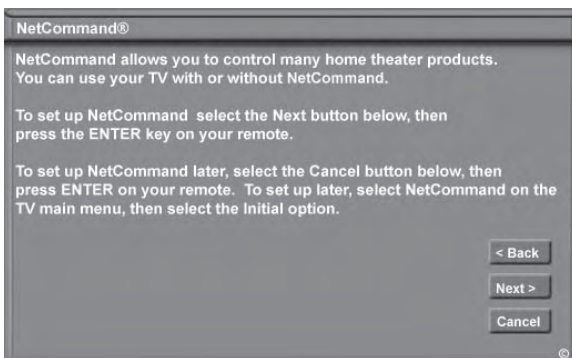 NetCommand®
NetCommand allows you to control many home theater products.
You can use your TV with or without NetCommand.
To set up NetCommand select the Next button below, then
press the ENTER key on your remote.
To set up NetCommand later, select the Cancel button below, then
press ENTER on your remote. To set up later, select NetCommand on the
TV main menu, then select the Initial option.
< Back
Next >
Cancel
©